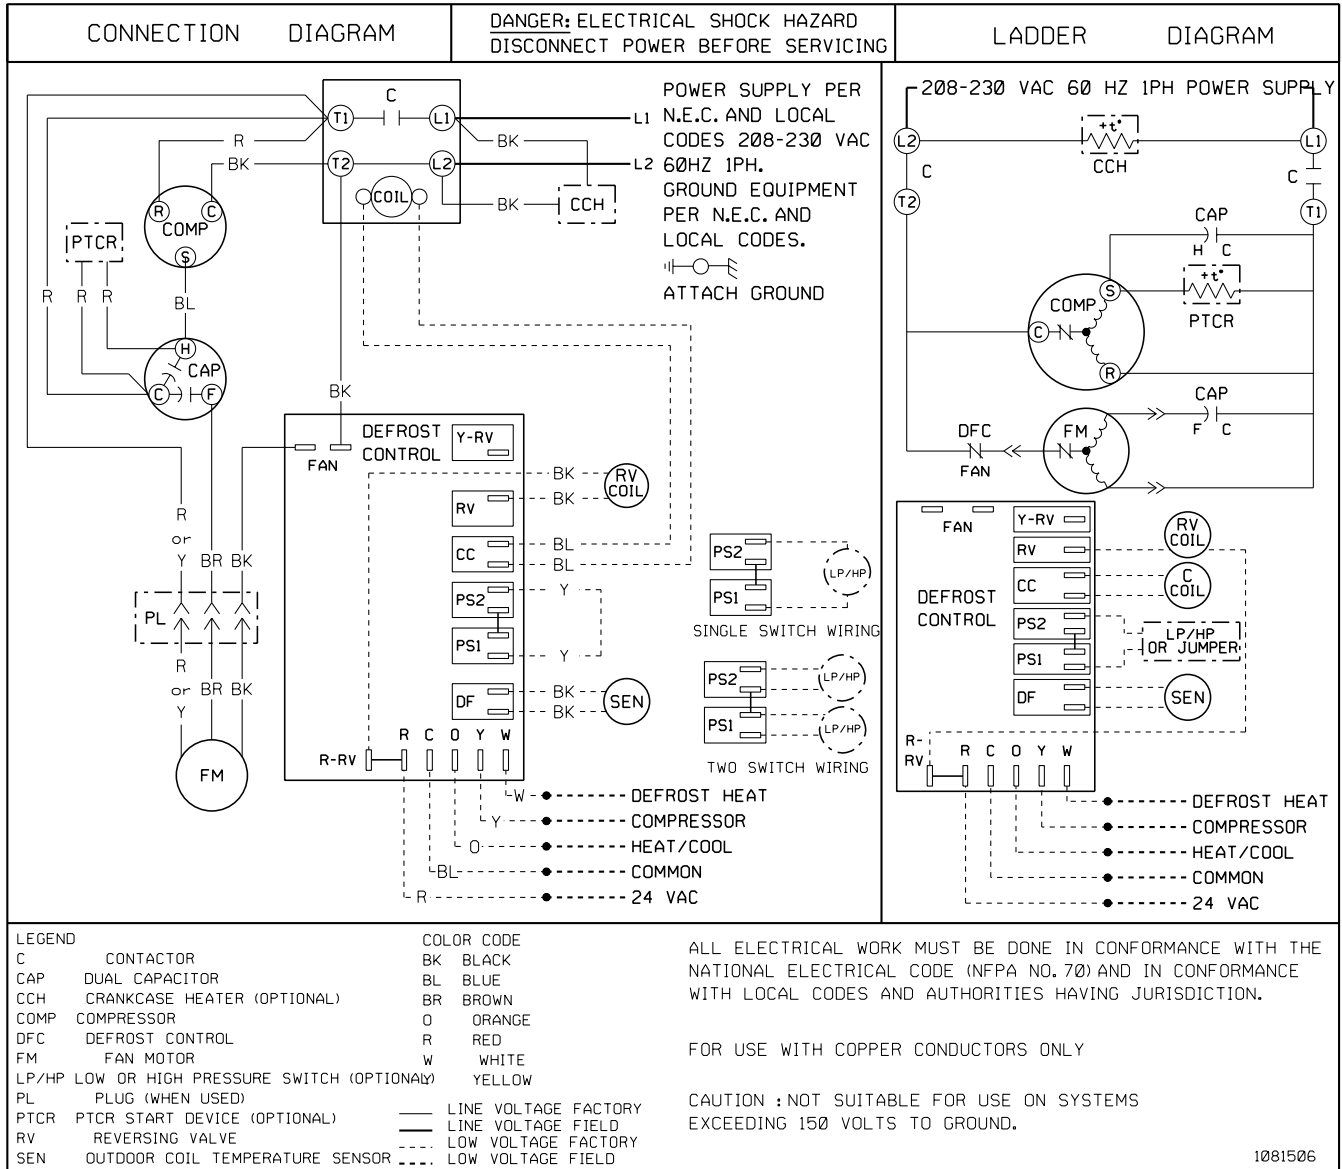 CONNECTION DIAGRAM
DANGER: ELECTRICAL SHOCK HAZARD
DISCONNECT POWER BEFORE SERVICING
LADDER DIAGRAM
C
T1
L1
T2
L2
COIL
R
BK
BK
BK
CCH
L1
L2
POWER SUPPLY PER
N.E.C. AND LOCAL
CODES 208-230 VAC
60HZ 1PH.
GROUND EQUIPMENT
PER N.E.C. AND
LOCAL CODES.
ATTACH GROUND
R
C
COMP
S
PTCR
R
R
R
BL
H
CAP
C
F
BK
DEFROST
CONTROL
FAN
Y-RV
BK
RV
COIL
RV
BK
CC
BL
BL
PS2
Y
PS1
Y
DF
BK
BK
SEN
R
or
Y
BR
BK
PL
R
or
Y
BR
BK
FM
R C O Y W
R-RV
W
DEFROST HEAT
Y
COMPRESSOR
O
HEAT/COOL
BL
COMMON
R
24 VAC
PS2
LP/HP
PS1
SINGLE SWITCH WIRING
PS2
LP/HP
PS1
LP/HP
TWO SWITCH WIRING
208-230 VAC 60 HZ 1PH POWER SUPPLY
L2
+t°
L1
CCH
C
C
T2
T1
CAP
H C
S
+t°
COMP
PTCR
C
R
CAP
F C
DFC
FM
FAN
FAN
Y-RV
RV
COIL
RV
CC
C
COIL
DEFROST
CONTROL
PS2
LP/HP
OR JUMPER
PS1
DF
SEN
R-
RV
R C O Y W
DEFROST HEAT
COMPRESSOR
HEAT/COOL
COMMON
24 VAC
LEGEND
C CONTACTOR
CAP DUAL CAPACITOR
CCH CRANKCASE HEATER (OPTIONAL)
COMP COMPRESSOR
DFC DEFROST CONTROL
FM FAN MOTOR
LP/HP LOW OR HIGH PRESSURE SWITCH (OPTIONAL)
PL PLUG (WHEN USED)
PTCR PTCR START DEVICE (OPTIONAL)
RV REVERSING VALVE
SEN OUTDOOR COIL TEMPERATURE SENSOR
COLOR CODE
BK BLACK
BL BLUE
BR BROWN
O ORANGE
R RED
W WHITE
Y YELLOW
LINE VOLTAGE FACTORY
LINE VOLTAGE FIELD
LOW VOLTAGE FACTORY
LOW VOLTAGE FIELD
ALL ELECTRICAL WORK MUST BE DONE IN CONFORMANCE WITH THE
NATIONAL ELECTRICAL CODE (NFPA NO. 70) AND IN CONFORMANCE
WITH LOCAL CODES AND AUTHORITIES HAVING JURISDICTION.
FOR USE WITH COPPER CONDUCTORS ONLY
CAUTION : NOT SUITABLE FOR USE ON SYSTEMS
EXCEEDING 150 VOLTS TO GROUND.
1081506